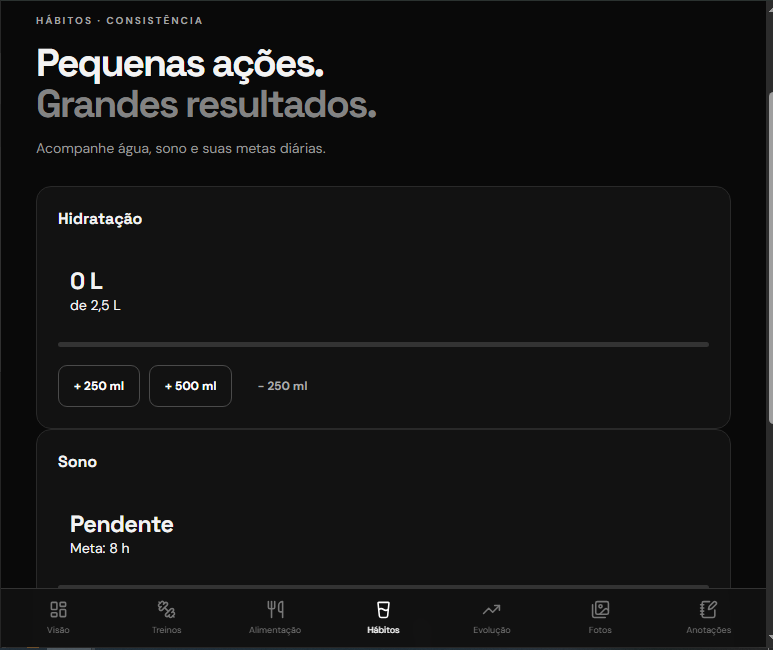 HÁBITOS · CONSISTÊNCIA
Pequenas ações.
Grandes resultados.
Acompanhe água, sono e suas metas diárias.
Hidratação
0 L
de 2,5 L
+ 250 ml
+ 500 ml
- 250 ml
Sono
Pendente
Meta: 8 h
Visão
Treinos
Alimentação
Hábitos
Evolução
Fotos
Anotações